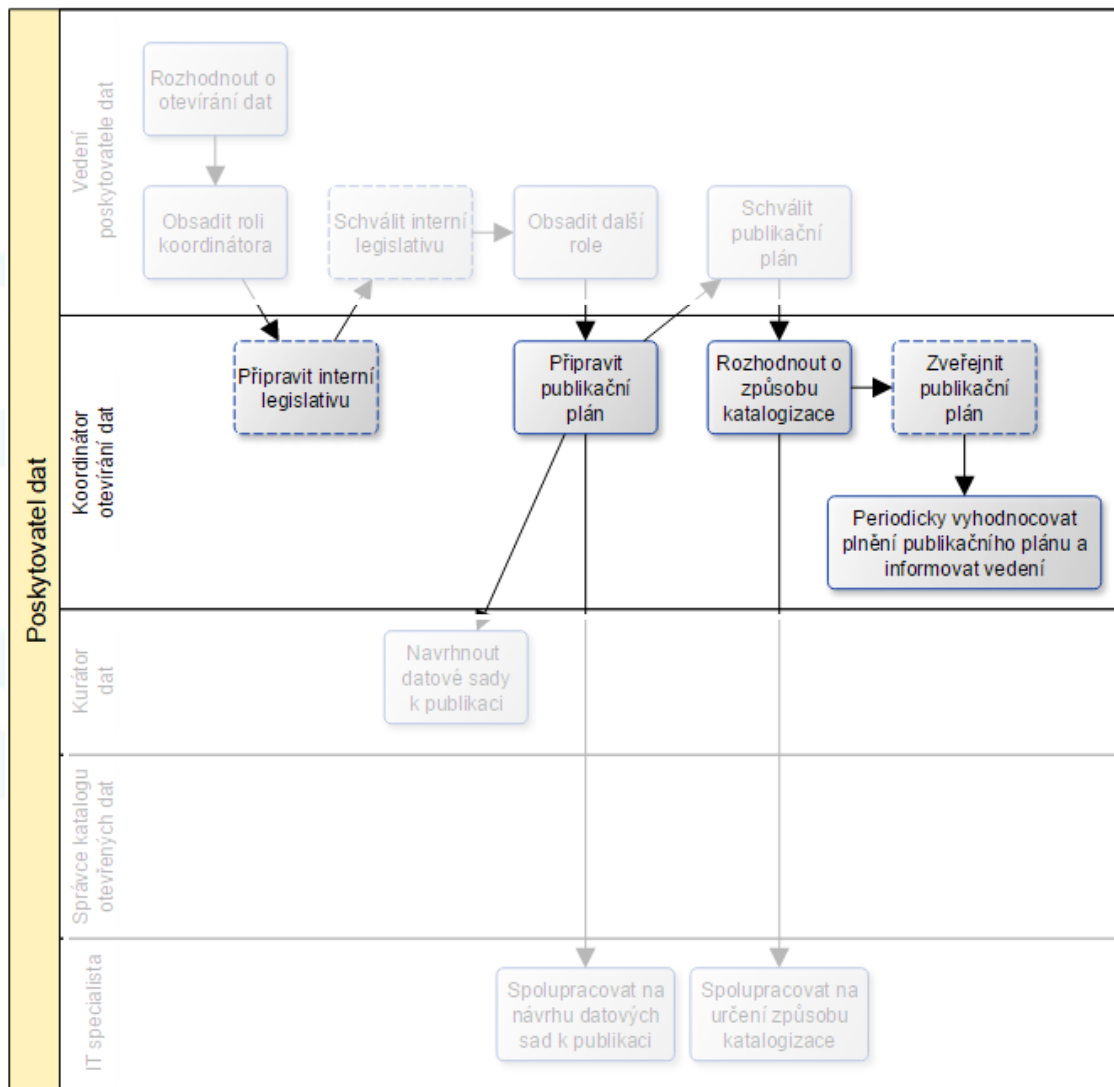 Poskytovatel dat
Vedení
poskytovatele dat
Rozhodnout o
otevírání dat
Obsadit roli
koordinátora
Schválit interní
legislativu
Obsadit další
role
Schválit
publikační
plán
Koordinátor
otevírání dat
Připravit interní
legislativu
Připravit
publikační
plán
Rozhodnout o
způsobu
katalogizace
Zveřejnit
publikační
plán
Periodicky vyhodnocovat
plnění publikačního plánu a
informovat vedení
Kurátor
dat
Navrhnout
datové sady
k publikaci
Správce katalogu
otevřených dat
IT specialista
Spolupracovat na
návrhu datových
sad k publikaci
Spolupracovat na
určení způsobu
katalogizace